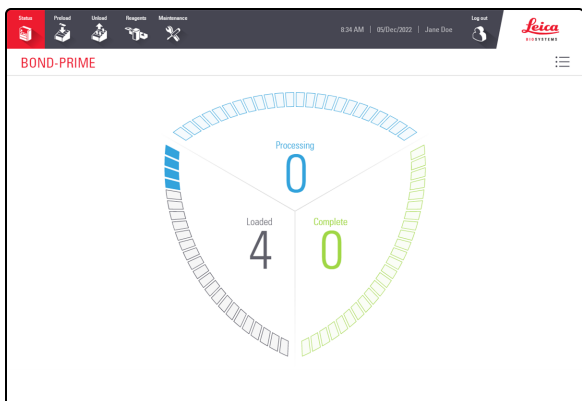 Status Preload Unload Reagents Maintenance 8:34 AM | 05/Dec/2022 | Jane Doe Log out
Leica
BIOSYSTEMS
BOND-PRIME
Processing
0
Loaded
4
Complete
0